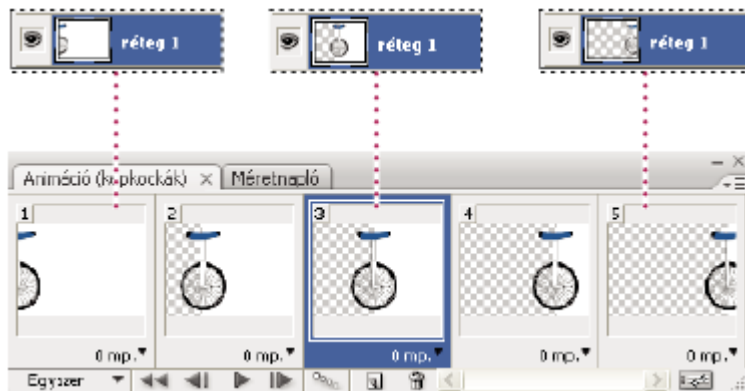 réteg 1
réteg 1
réteg 1
Animáció (képkockák) Méretnapló
1 2 3 4 5
0 mp. 0 mp. 0 mp. 0 mp. 0 mp.
Egyszer